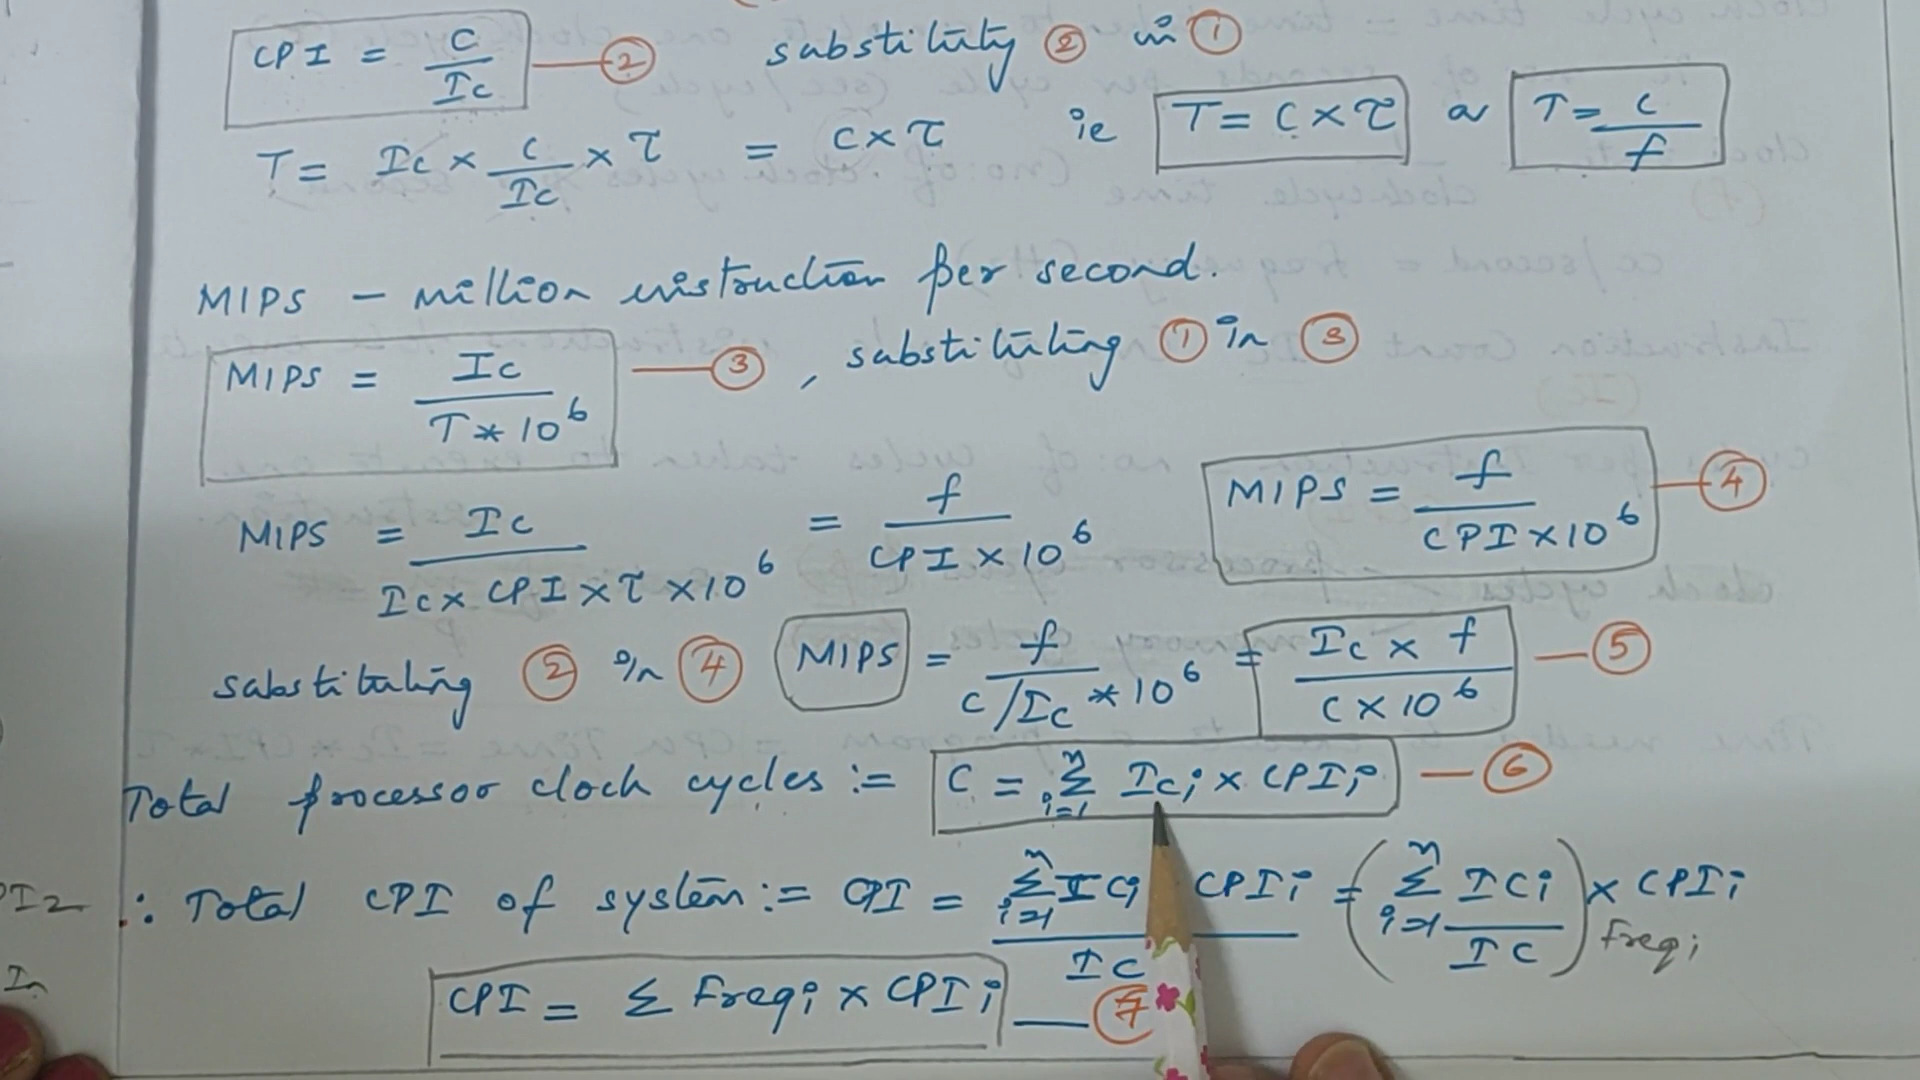 CPI = C / Ic —② substituting ② in ①
T = Ic × C / Ic × τ = C × τ ie T = C × τ or T = C / f
MIPS – million instruction per second.
MIPS = Ic / T * 10^6 —③ , substituting ① in ③
MIPS = Ic / Ic × CPI × τ × 10^6 = f / CPI × 10^6 MIPS = f / CPI × 10^6 —④
substituting ② in ④ MIPS = f / C/Ic * 10^6 = Ic × f / C × 10^6 —⑤
Total processor clock cycles := C = Σ_{i=1}^{n} Ic_i × CPI_i —⑥
∴ Total CPI of system := CPI = Σ_{i=1}^{n} IC_i CPI_i / IC = (Σ_{i=1}^{n} IC_i / IC) × CPI_i
Freq_i
CPI = Σ Freq_i × CPI_i —⑦